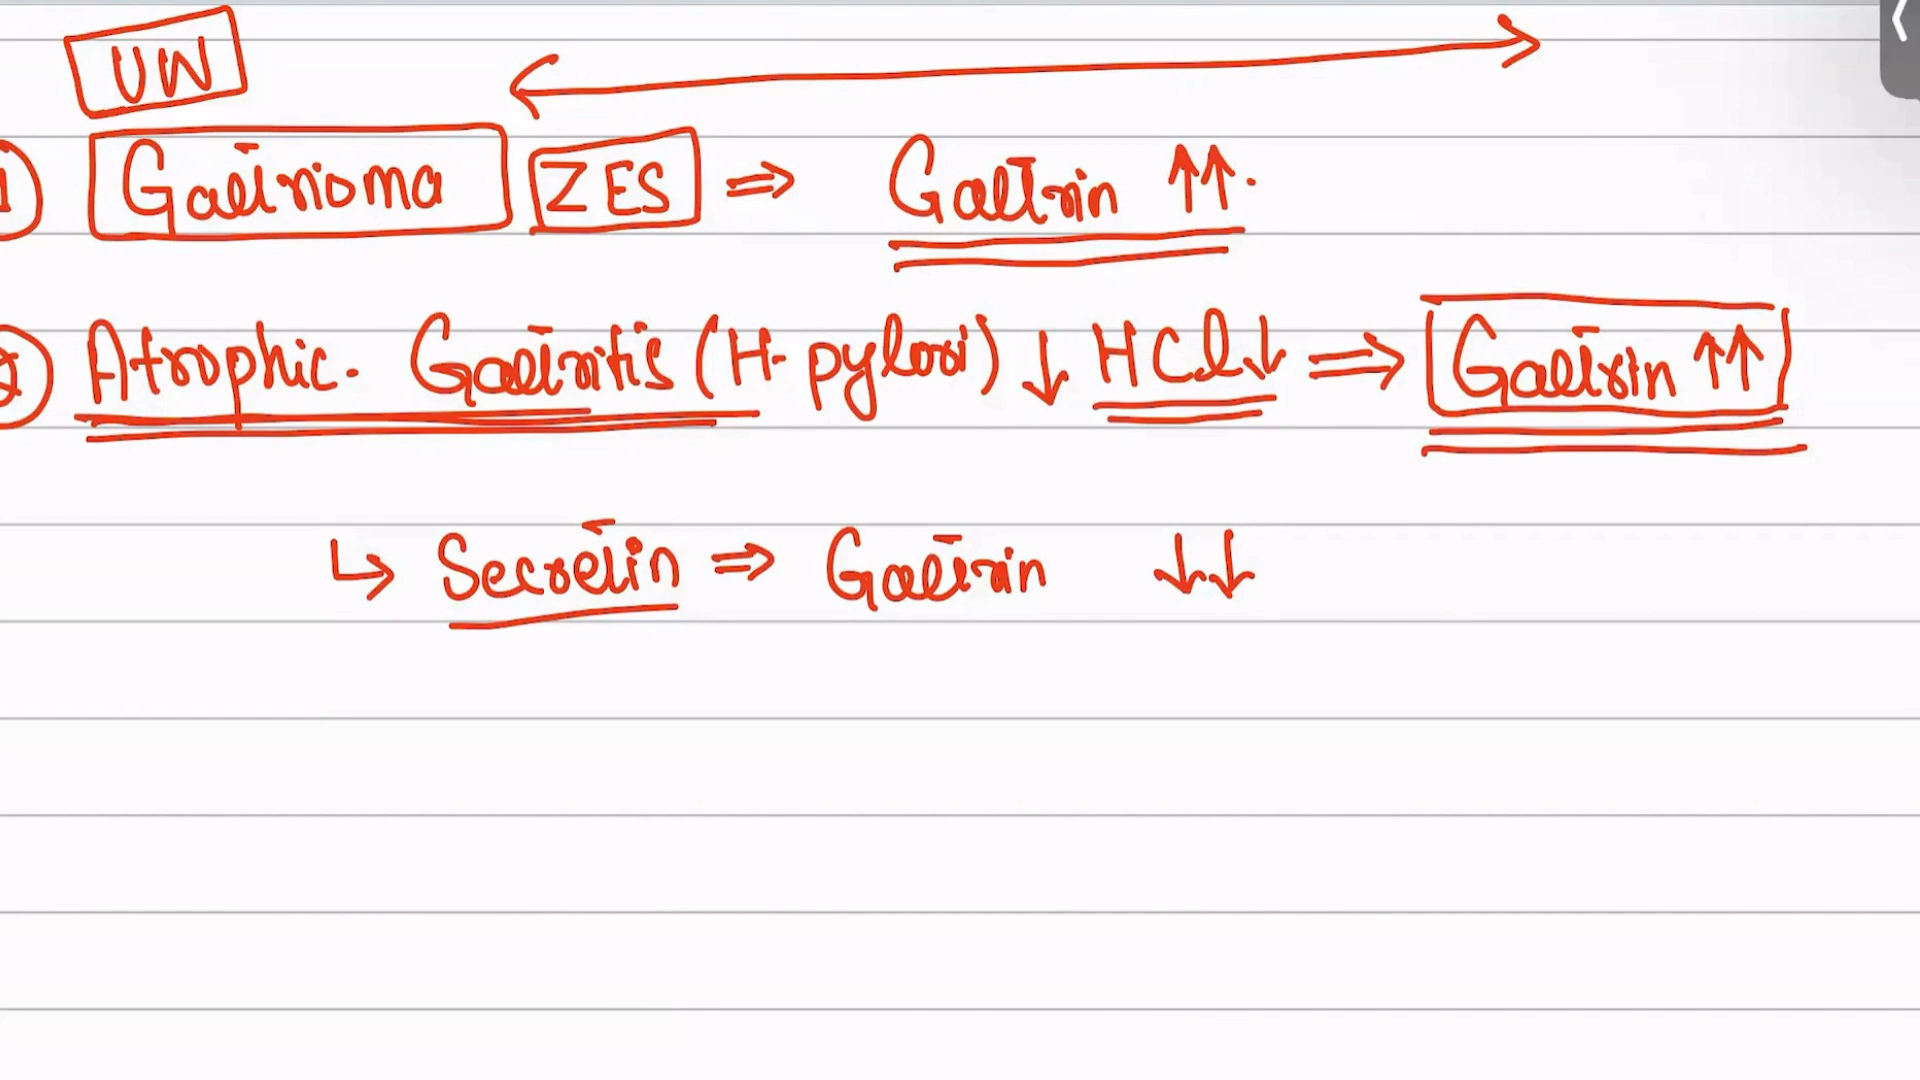 UW
1 Gastrinoma ZES ⇒ Gastrin ↑↑.
2 Atrophic. Gastritis (H-pylori) ↓ HCl↓ ⇒ Gastrin ↑↑
↳ Secretin ⇒ Gastrin ↓↓